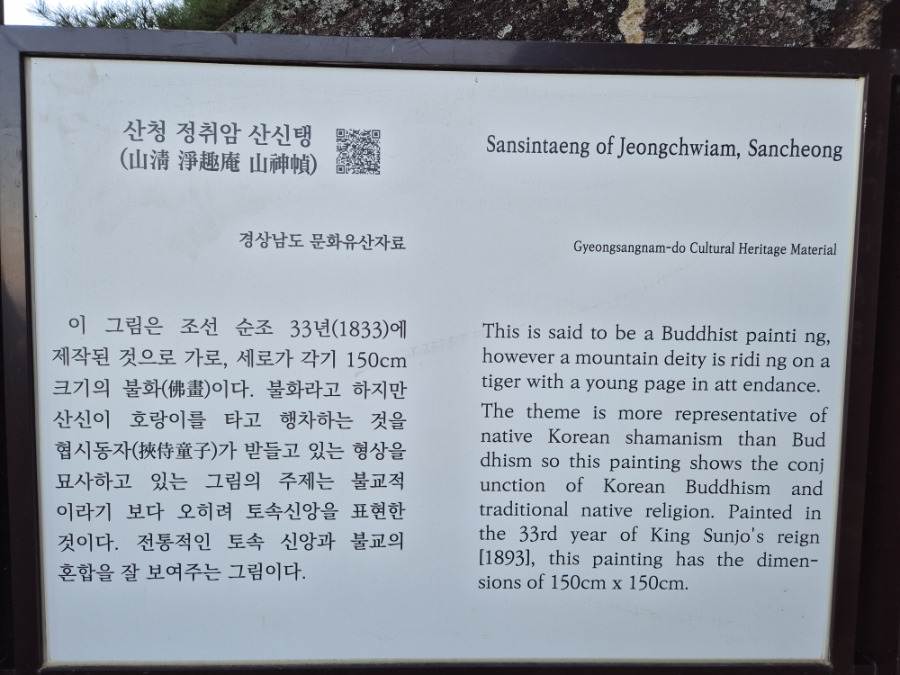 산청 정취암 산신탱
(山淸 淨趣庵 山神幀)
경상남도 문화유산자료
이 그림은 조선 순조 33년(1833)에
제작된 것으로 가로, 세로가 각기 150cm
크기의 불화(佛畫)이다. 불화라고 하지만
산신이 호랑이를 타고 행차하는 것을
협시동자(挾侍童子)가 받들고 있는 형상을
묘사하고 있는 그림의 주제는 불교적
이라기 보다 오히려 토속신앙을 표현한
것이다. 전통적인 토속 신앙과 불교의
혼합을 잘 보여주는 그림이다.
Sansintaeng of Jeongchwiam, Sancheong
Gyeongsangnam-do Cultural Heritage Material
This is said to be a Buddhist painti ng,
however a mountain deity is ridi ng on a
tiger with a young page in att endance.
The theme is more representative of
native Korean shamanism than Bud
dhism so this painting shows the conj
unction of Korean Buddhism and
traditional native religion. Painted in
the 33rd year of King Sunjo's reign
[1893], this painting has the dimen-
sions of 150cm x 150cm.